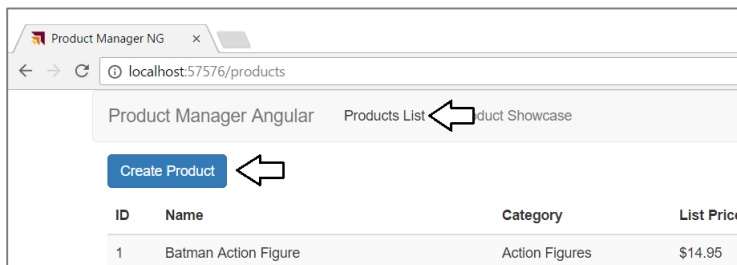 Product Manager NG
localhost:57576/products
Product Manager Angular Products List duct Showcase
Create Product
ID Name Category List Price
1 Batman Action Figure Action Figures $14.95